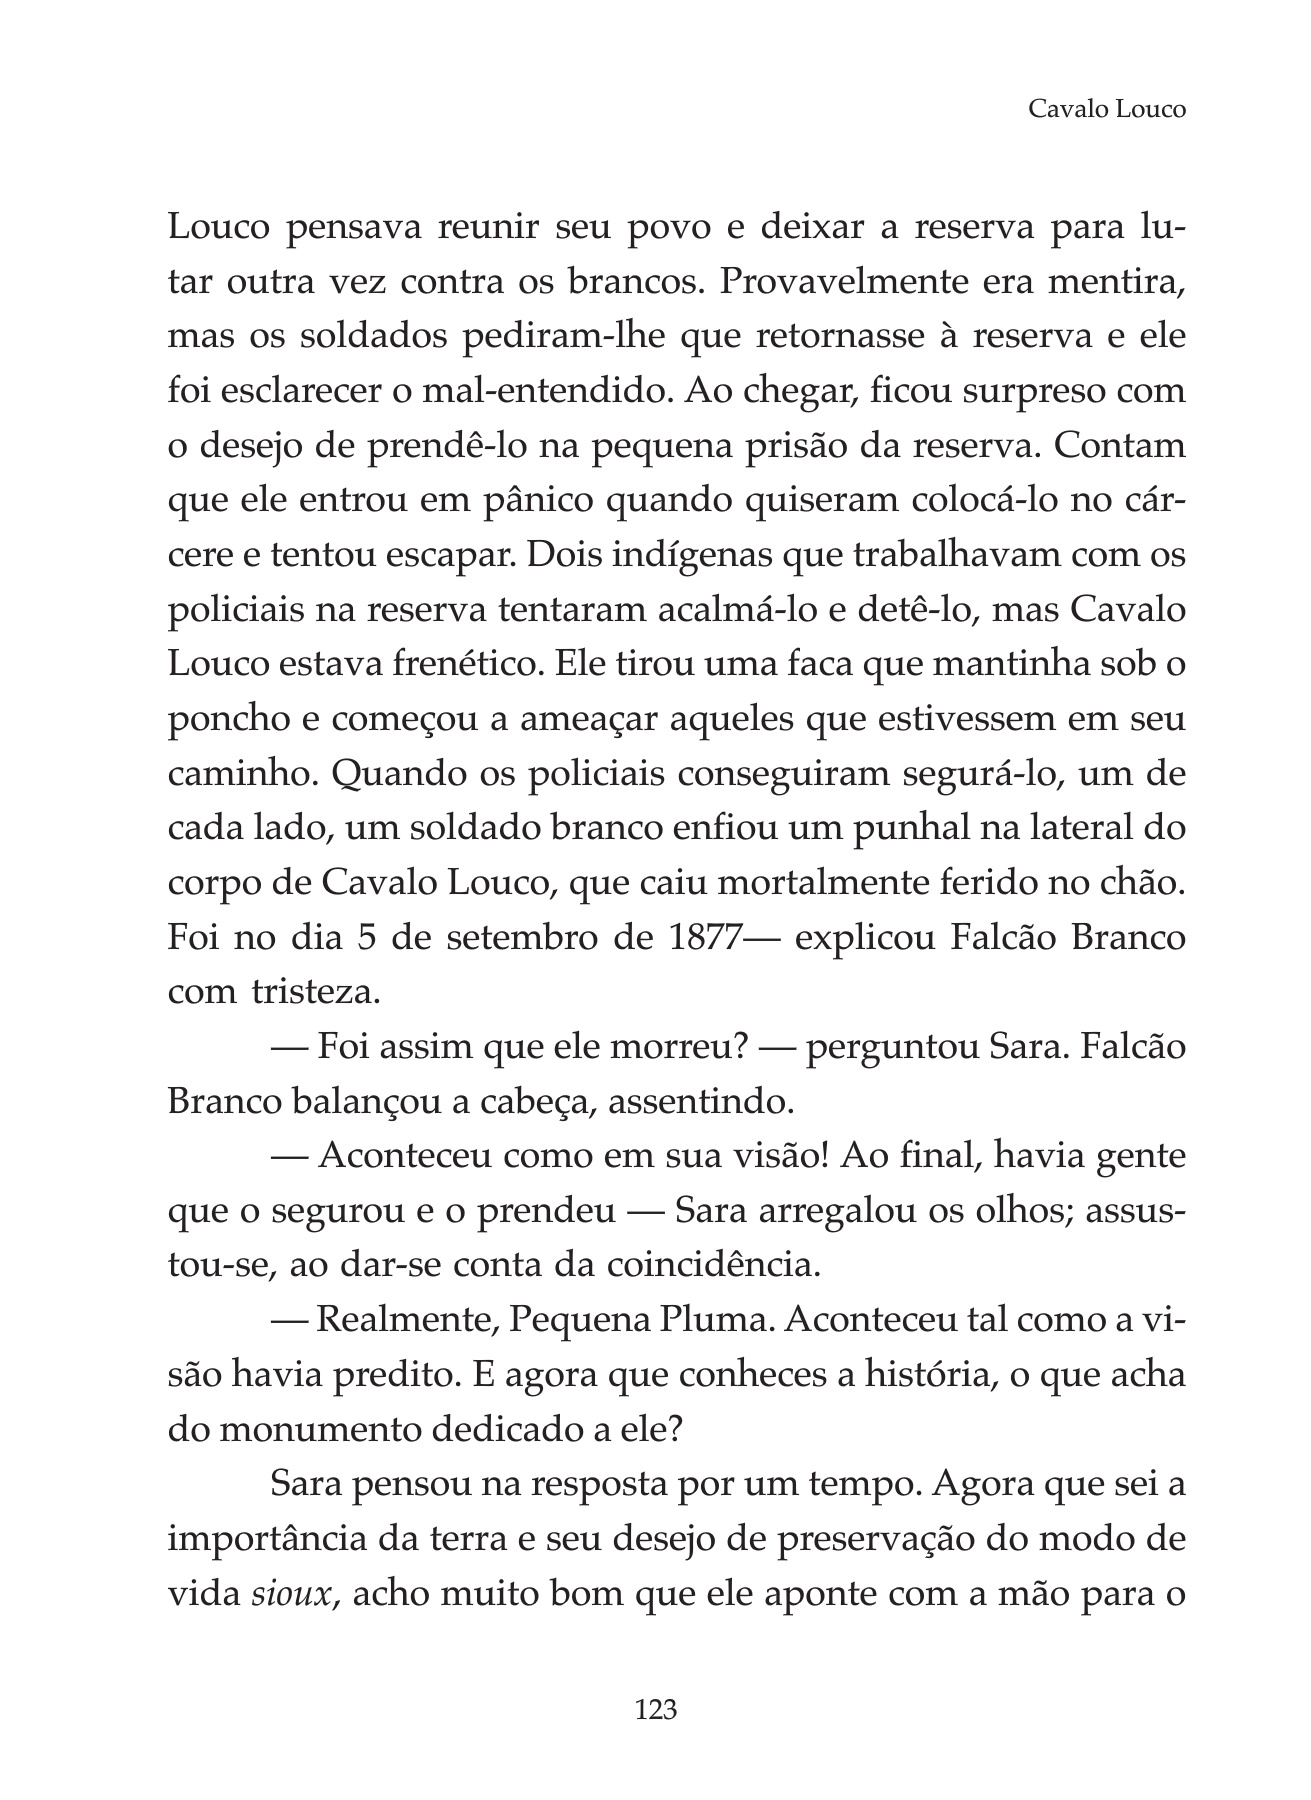 Cavalo Louco
Louco pensava reunir seu povo e deixar a reserva para lu-
tar outra vez contra os brancos. Provavelmente era mentira,
mas os soldados pediram-lhe que retornasse à reserva e ele
foi esclarecer o mal-entendido. Ao chegar, ficou surpreso com
o desejo de prendê-lo na pequena prisão da reserva. Contam
que ele entrou em pânico quando quiseram colocá-lo no cár-
cere e tentou escapar. Dois indígenas que trabalhavam com os
policiais na reserva tentaram acalmá-lo e detê-lo, mas Cavalo
Louco estava frenético. Ele tirou uma faca que mantinha sob o
poncho e começou a ameaçar aqueles que estivessem em seu
caminho. Quando os policiais conseguiram segurá-lo, um de
cada lado, um soldado branco enfiou um punhal na lateral do
corpo de Cavalo Louco, que caiu mortalmente ferido no chão.
Foi no dia 5 de setembro de 1877— explicou Falcão Branco
com tristeza.
— Foi assim que ele morreu? — perguntou Sara. Falcão
Branco balançou a cabeça, assentindo.
— Aconteceu como em sua visão! Ao final, havia gente
que o segurou e o prendeu — Sara arregalou os olhos; assus-
tou-se, ao dar-se conta da coincidência.
— Realmente, Pequena Pluma. Aconteceu tal como a vi-
são havia predito. E agora que conheces a história, o que acha
do monumento dedicado a ele?
Sara pensou na resposta por um tempo. Agora que sei a
importância da terra e seu desejo de preservação do modo de
vida sioux, acho muito bom que ele aponte com a mão para o
123